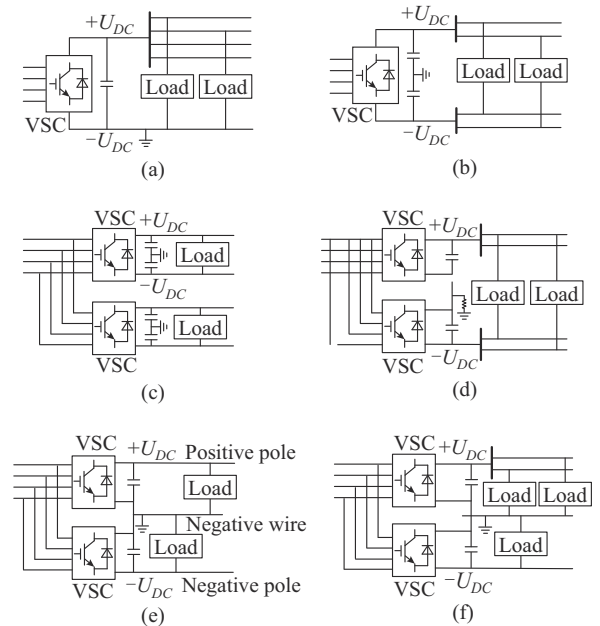 +U_DC
VSC
Load Load
−U_DC
(a)
+U_DC
VSC
Load Load
−U_DC
(b)
VSC
+U_DC
Load
−U_DC
Load
VSC
(c)
VSC
+U_DC
Load Load
−U_DC
VSC
(d)
VSC
+U_DC Positive pole
Load
Negative wire
Load
−U_DC Negative pole
VSC
(e)
VSC
+U_DC
Load Load
Load
−U_DC
VSC
(f)